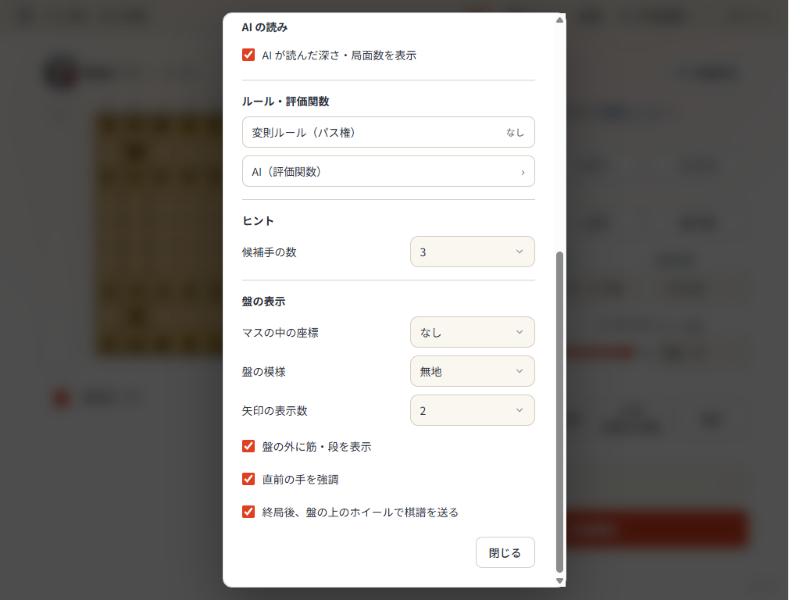 AI の読み
AI が読んだ深さ・局面数を表示
ルール・評価関数
変則ルール（パス権） なし
AI（評価関数） ›
ヒント
候補手の数 3
盤の表示
マスの中の座標 なし
盤の模様 無地
矢印の表示数 2
盤の外に筋・段を表示
直前の手を強調
終局後、盤の上のホイールで棋譜を送る
閉じる